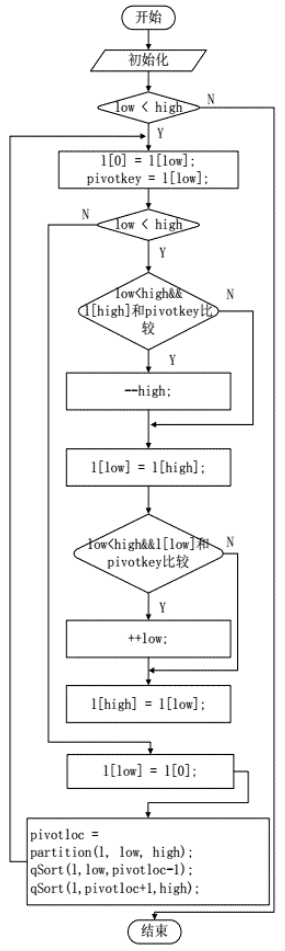 开始
初始化
low < high
N
Y
l[0] = l[low];
pivotkey = l[low];
N
low < high
Y
low<high&&
l[high]和pivotkey比
较
N
Y
--high;
l[low] = l[high];
low<high&&l[low]和
pivotkey比较
N
Y
++low;
l[high] = l[low];
l[low] = l[0];
pivotloc =
partition(l, low, high);
qSort(l,low,pivotloc-1);
qSort(l,pivotloc+1,high);
结束